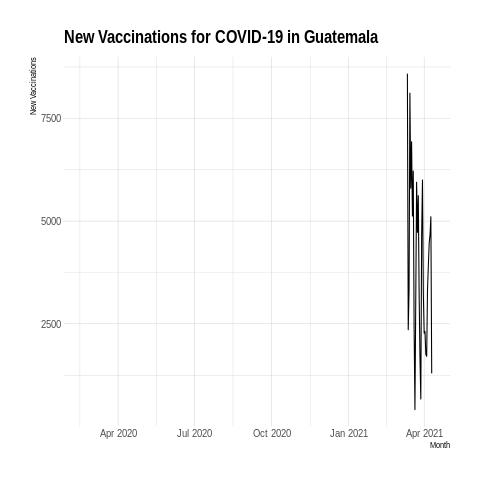 New Vaccinations for COVID-19 in Guatemala
New Vaccinations
7500
5000
2500
Apr 2020 Jul 2020 Oct 2020 Jan 2021 Apr 2021
Month